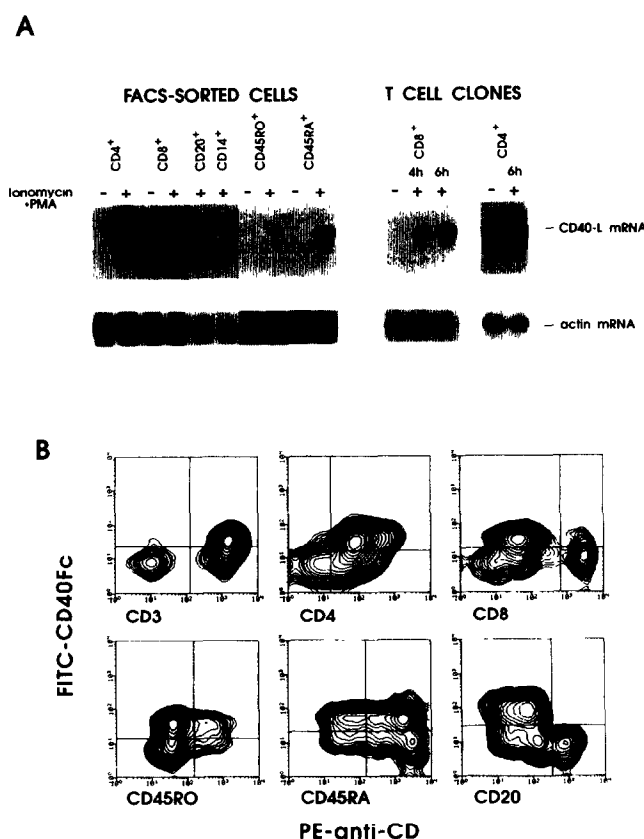 A
FACS-SORTED CELLS
T CELL CLONES
CD4+
CD8+
CD20+
CD14+
CD45RO+
CD45RA+
CD8+
4h 6h
CD4+
6h
Ionomycin
+PMA
- + - + + + - + - +
- + +
- +
CD40-L mRNA
actin mRNA
B
FITC-CD40Fc
CD3
CD4
CD8
CD45RO
CD45RA
CD20
PE-anti-CD